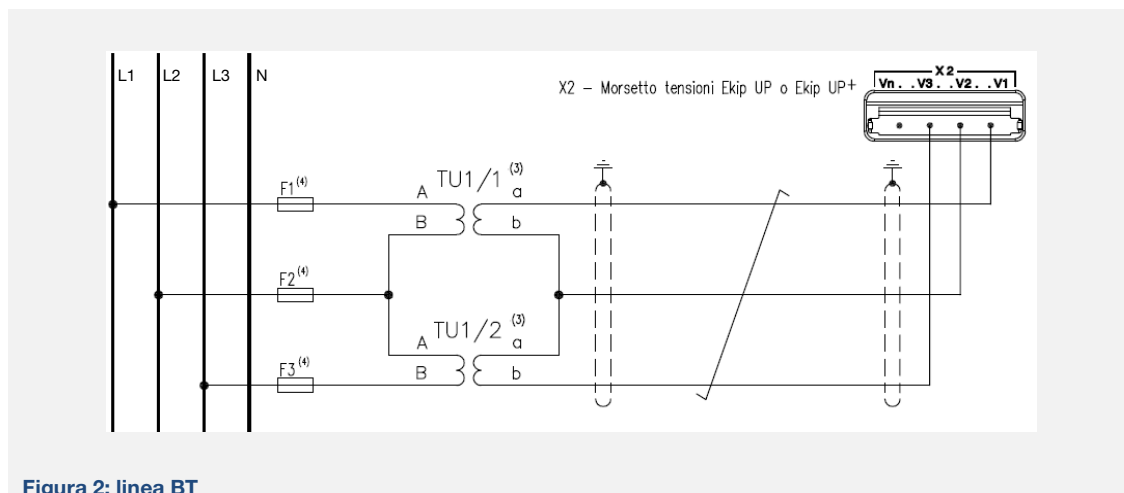 L1 L2 L3 N
X2 – Morsetto tensioni Ekip UP o Ekip UP+
X2
Vn. .V3. .V2. .V1
F1(4)
A TU1/1 (3) a
B b
F2(4)
A TU1/2 (3) a
F3(4)
B b
Figura 2: linea BT